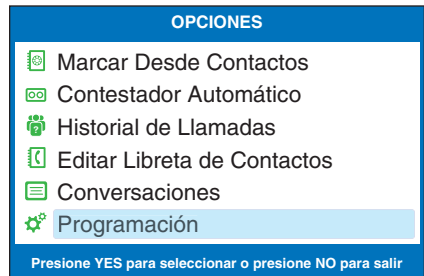 OPCIONES
Marcar Desde Contactos
Contestador Automático
Historial de Llamadas
Editar Libreta de Contactos
Conversaciones
Programación
Presione YES para seleccionar o presione NO para salir